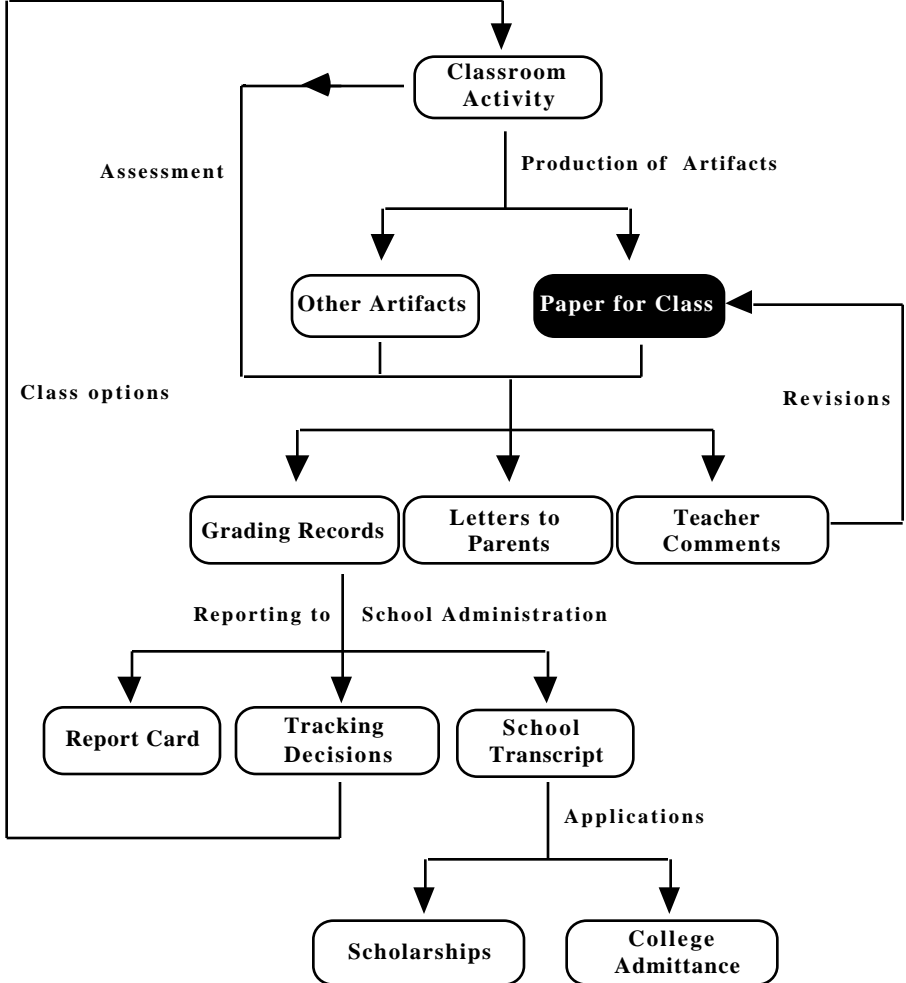 Classroom
Activity
Assessment
Production of Artifacts
Other Artifacts
Paper for Class
Class options
Revisions
Grading Records
Letters to
Parents
Teacher
Comments
Reporting to School Administration
Report Card
Tracking
Decisions
School
Transcript
Applications
Scholarships
College
Admittance